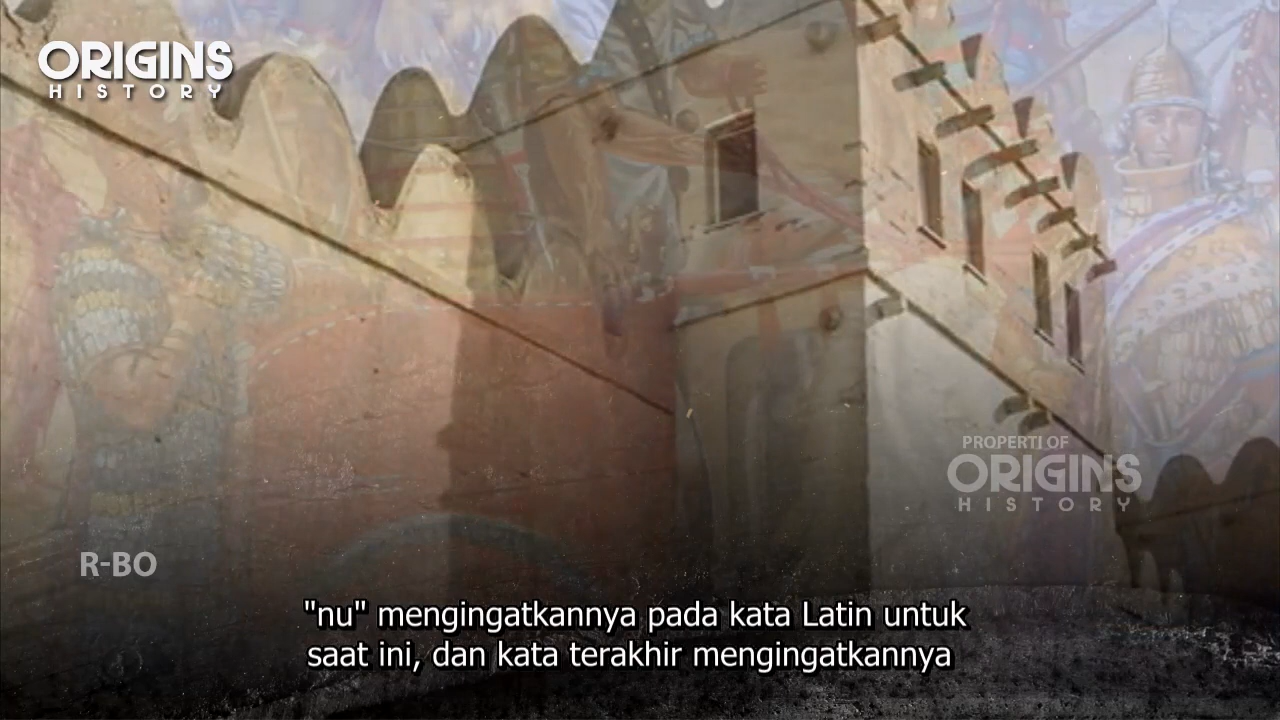 ORIGINS
HISTORY
PROPERTI OF
ORIGINS
HISTORY
R-BO
"nu" mengingatkannya pada kata Latin untuk
saat ini, dan kata terakhir mengingatkannya